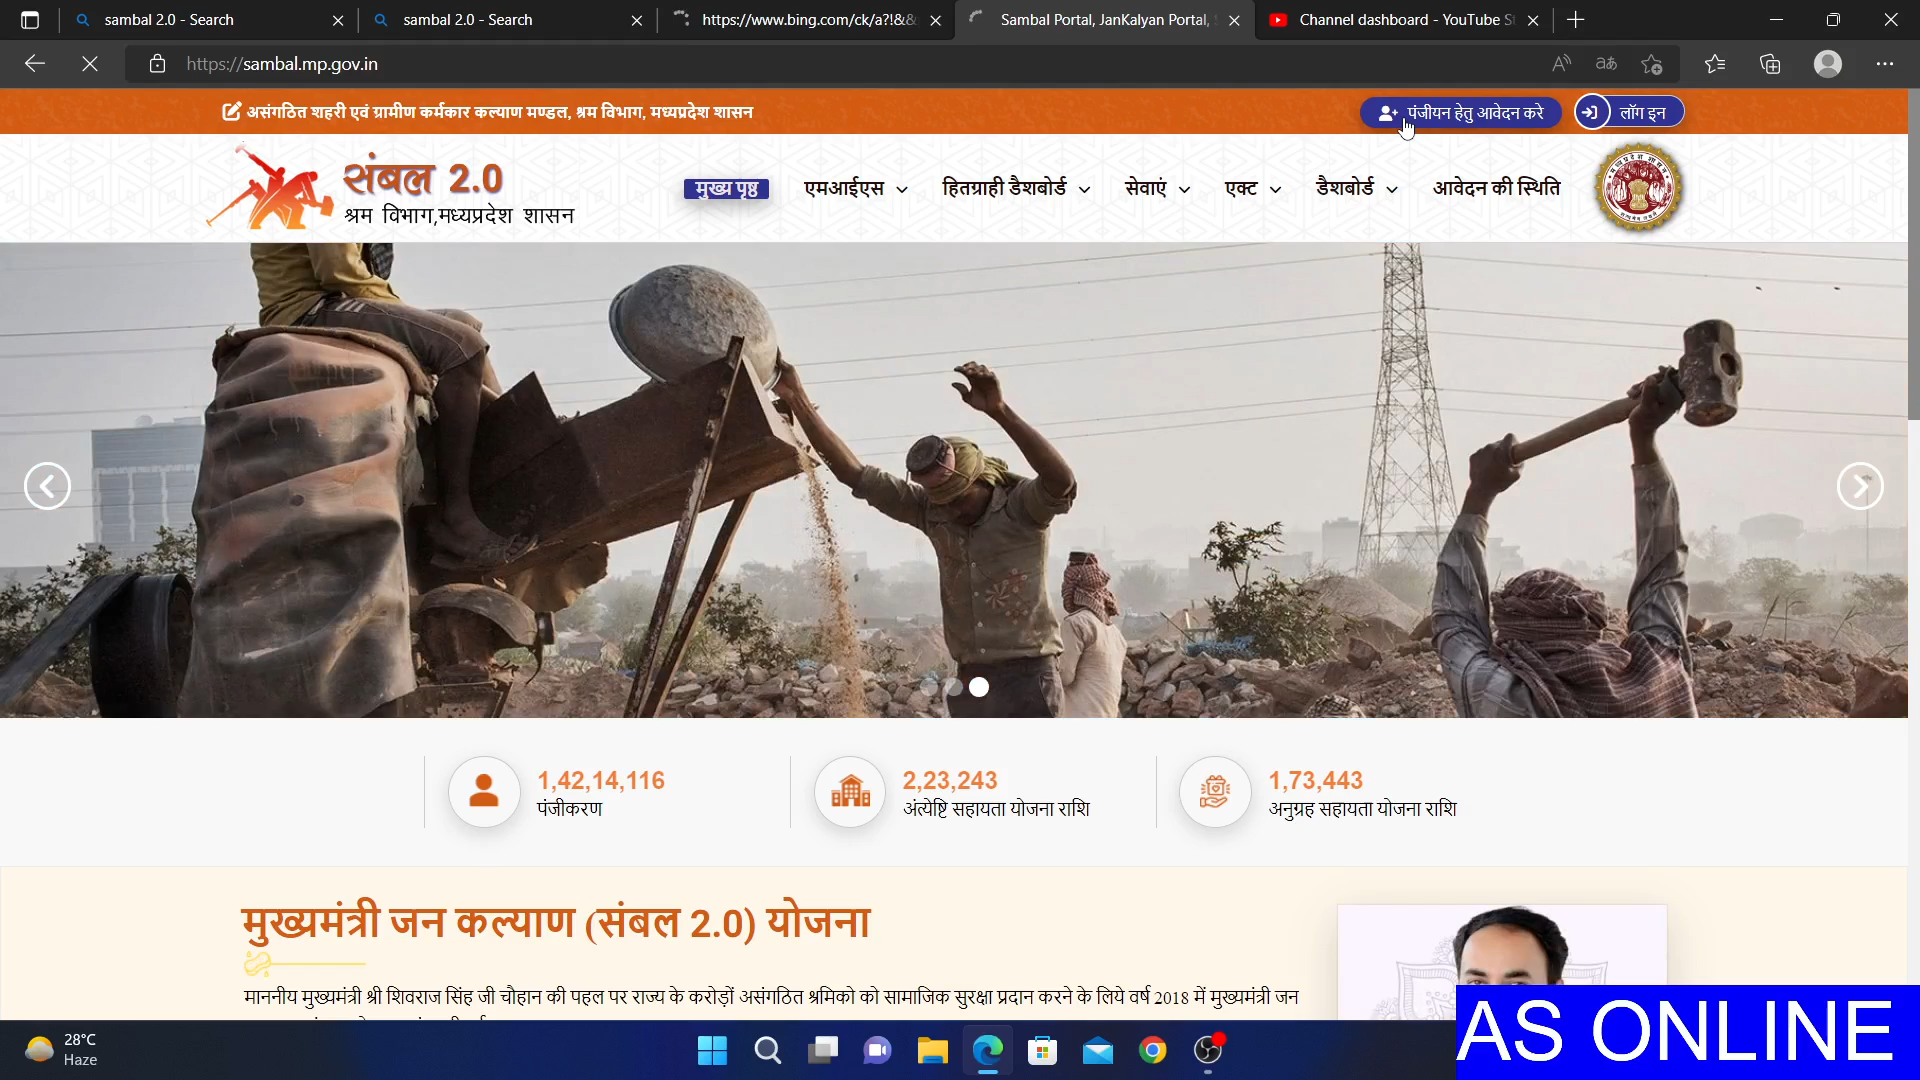 sambal 2.0 - Search
sambal 2.0 - Search
https://www.bing.com/ck/a?!&&
Sambal Portal, JanKalyan Portal,
Channel dashboard - YouTube St
https://sambal.mp.gov.in
असंगठित शहरी एवं ग्रामीण कर्मकार कल्याण मण्डल, श्रम विभाग, मध्यप्रदेश शासन
पंजीयन हेतु आवेदन करे
लॉग इन
संबल 2.0
श्रम विभाग,मध्यप्रदेश शासन
मुख्य पृष्ठ
एमआईएस
हितग्राही डैशबोर्ड
सेवाएं
एक्ट
डैशबोर्ड
आवेदन की स्थिति
1,42,14,116
पंजीकरण
2,23,243
अंत्येष्टि सहायता योजना राशि
1,73,443
अनुग्रह सहायता योजना राशि
मुख्यमंत्री जन कल्याण (संबल 2.0) योजना
माननीय मुख्यमंत्री श्री शिवराज सिंह जी चौहान की पहल पर राज्य के करोड़ों असंगठित श्रमिको को सामाजिक सुरक्षा प्रदान करने के लिये वर्ष 2018 में मुख्यमंत्री जन
AS ONLINE
28°C
Haze